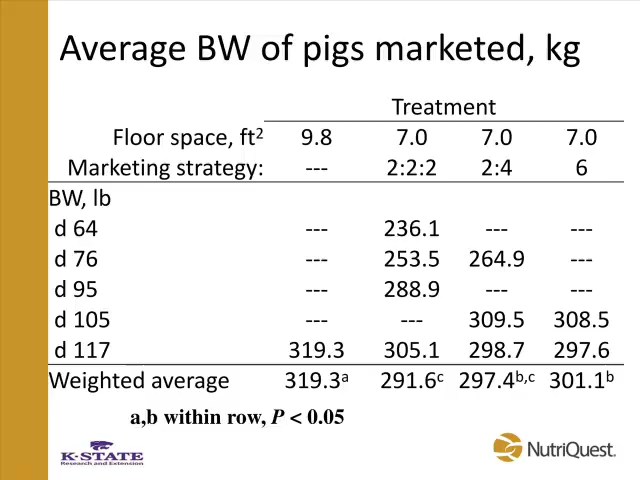 Average BW of pigs marketed, kg
Treatment
Floor space, ft² 9.8 7.0 7.0 7.0
Marketing strategy: --- 2:2:2 2:4 6
BW, lb
d 64 --- 236.1 --- ---
d 76 --- 253.5 264.9 ---
d 95 --- 288.9 --- ---
d 105 --- --- 309.5 308.5
d 117 319.3 305.1 298.7 297.6
Weighted average 319.3ᵃ 291.6ᶜ 297.4ᵇ,ᶜ 301.1ᵇ
a,b within row, P < 0.05
K-STATE
Research and Extension
NutriQuest